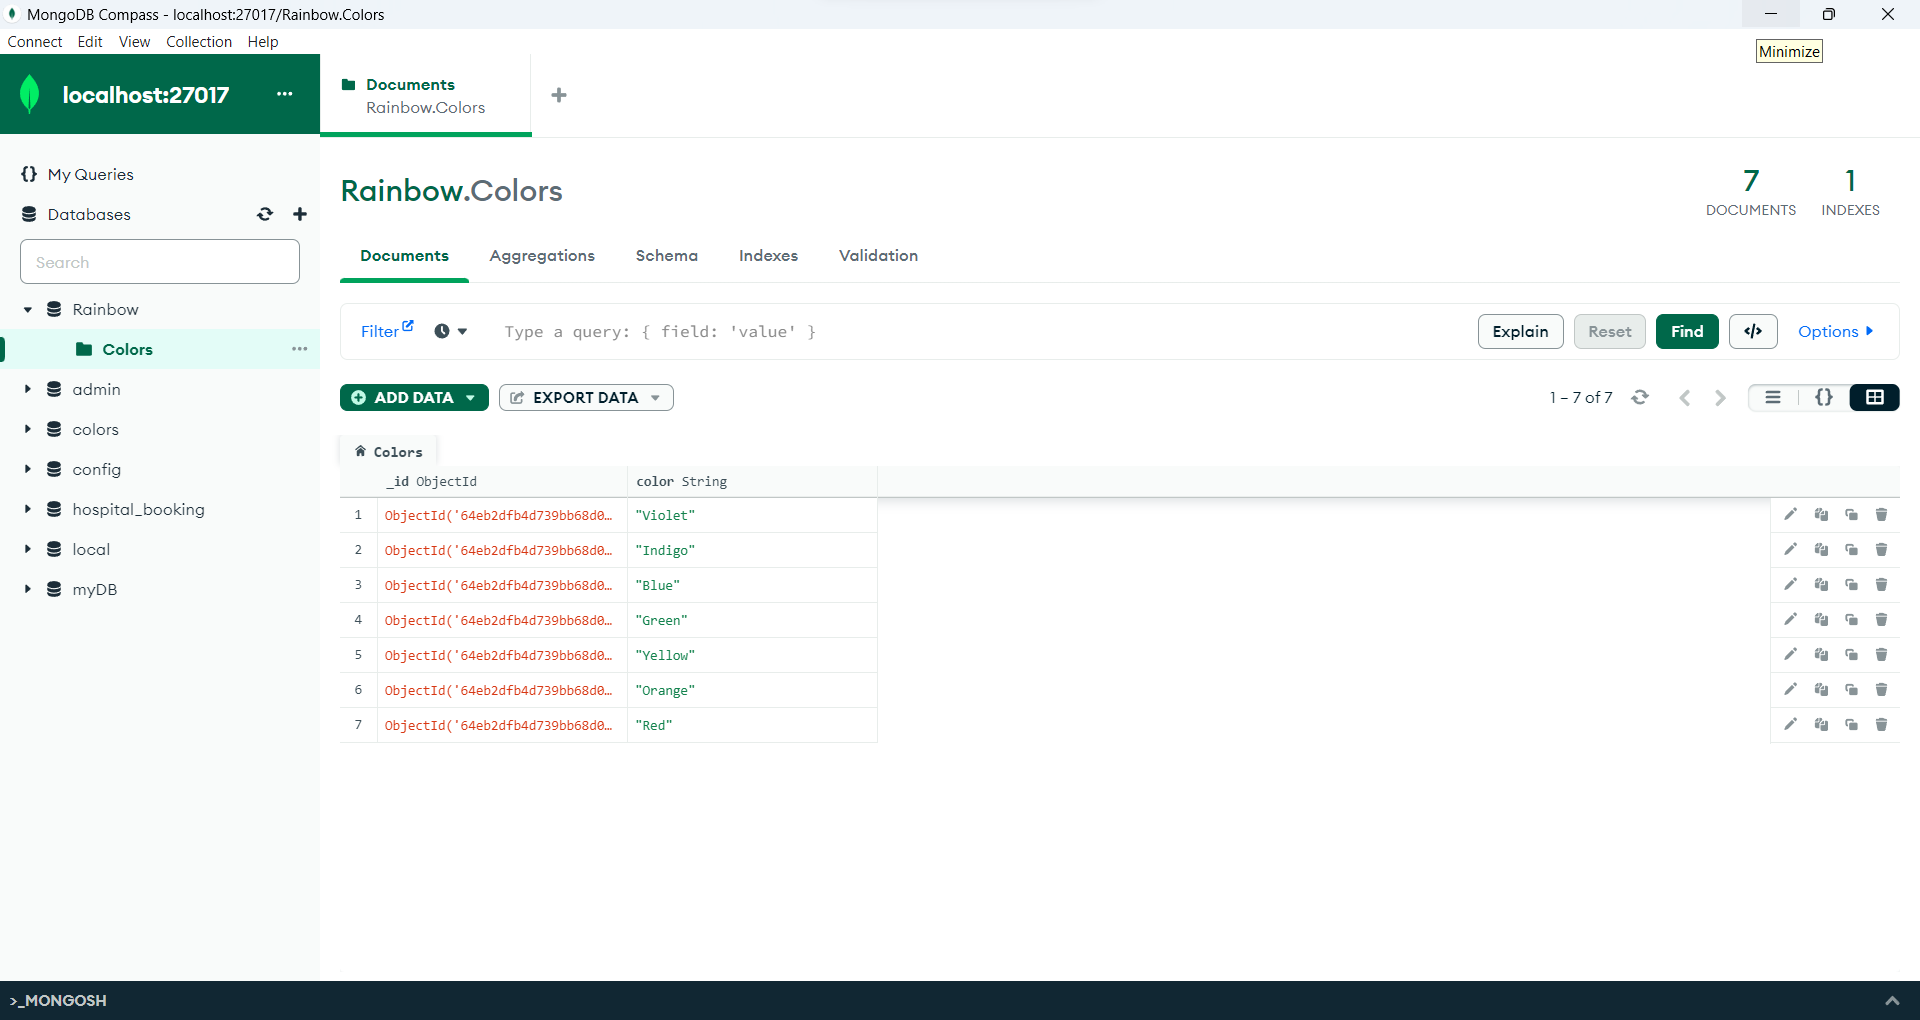 MongoDB Compass - localhost:27017/Rainbow.Colors
Connect Edit View Collection Help
Minimize
localhost:27017
Documents
Rainbow.Colors
{} My Queries
Databases
Search
Rainbow
Colors
admin
colors
config
hospital_booking
local
myDB
Rainbow.Colors
7
DOCUMENTS
1
INDEXES
Documents Aggregations Schema Indexes Validation
Filter Type a query: { field: 'value' } Explain Reset Find </> Options
ADD DATA EXPORT DATA 1 – 7 of 7 {}
Colors
_id ObjectId color String
1 ObjectId('64eb2dfb4d739bb68d0… "Violet"
2 ObjectId('64eb2dfb4d739bb68d0… "Indigo"
3 ObjectId('64eb2dfb4d739bb68d0… "Blue"
4 ObjectId('64eb2dfb4d739bb68d0… "Green"
5 ObjectId('64eb2dfb4d739bb68d0… "Yellow"
6 ObjectId('64eb2dfb4d739bb68d0… "Orange"
7 ObjectId('64eb2dfb4d739bb68d0… "Red"
>_MONGOSH